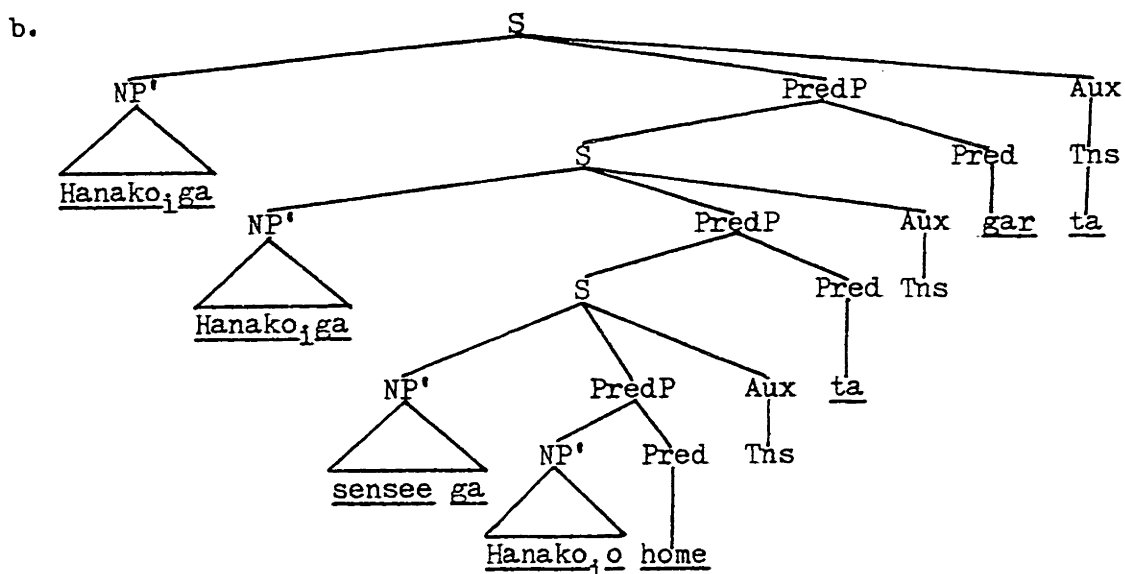 b.
S
NP' PredP Aux
Hanakoᵢga S Pred Tns
NP' PredP Aux gar ta
Hanakoᵢga S Pred Tns
NP' PredP Aux ta
sensee ga NP' Pred Tns
Hanakoᵢo home